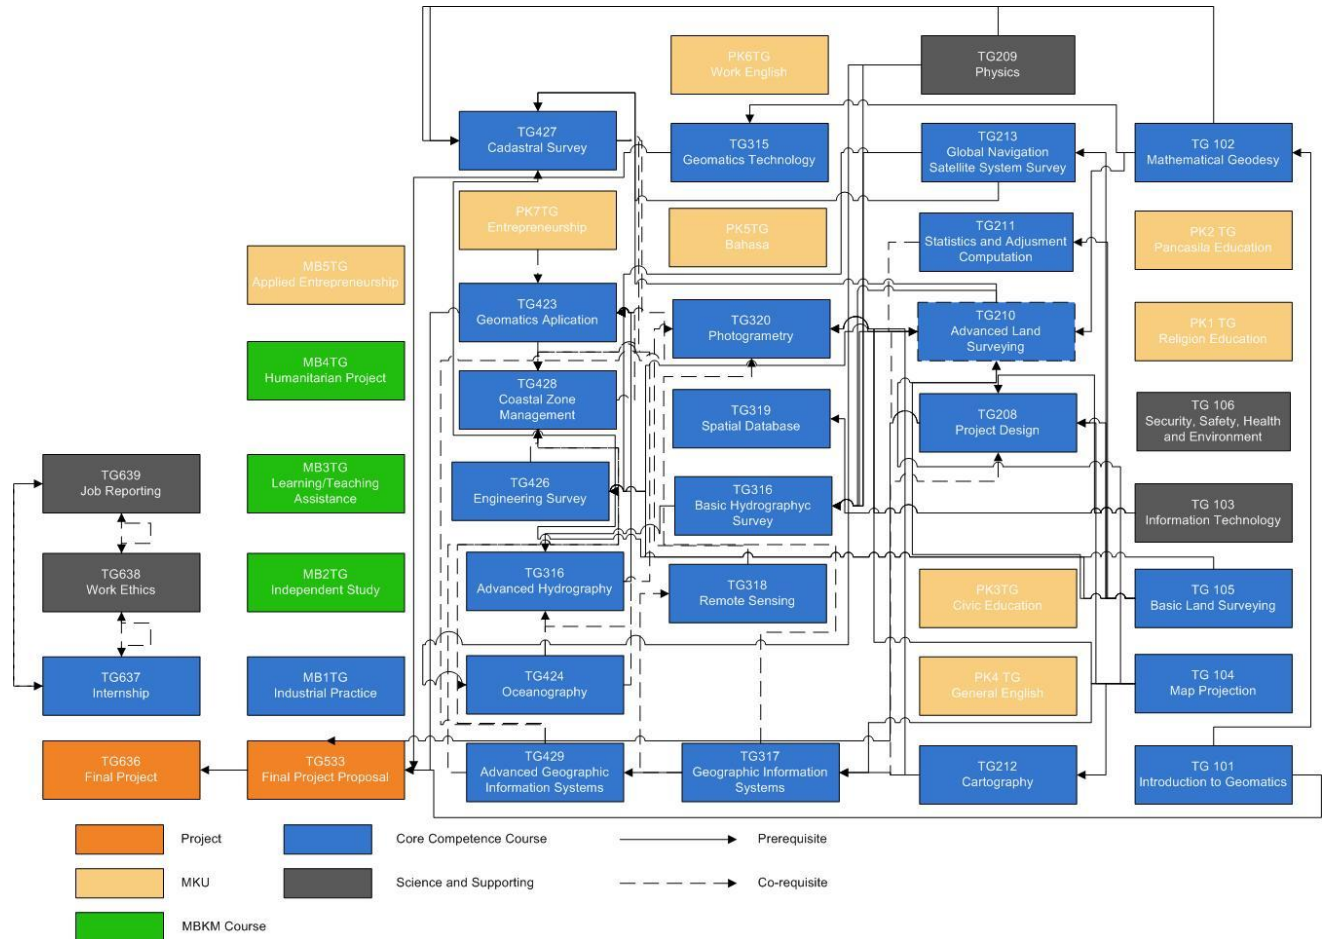 PK6TG
Work English
TG209
Physics
TG427
Cadastral Survey
TG315
Geomatics Technology
TG213
Global Navigation
Satellite System Survey
TG 102
Mathematical Geodesy
PK7TG
Entrepreneurship
PK5TG
Bahasa
TG211
Statistics and Adjusment
Computation
PK2 TG
Pancasila Education
MB5TG
Applied Entrepreneurship
TG423
Geomatics Aplication
TG320
Photogrametry
TG210
Advanced Land
Surveying
PK1 TG
Religion Education
MB4TG
Humanitarian Project
TG428
Coastal Zone
Management
TG319
Spatial Database
TG208
Project Design
TG 106
Security, Safety, Health
and Environment
TG639
Job Reporting
MB3TG
Learning/Teaching
Assistance
TG426
Engineering Survey
TG316
Basic Hydrographyc
Survey
TG 103
Information Technology
TG638
Work Ethics
MB2TG
Independent Study
TG316
Advanced Hydrography
TG318
Remote Sensing
PK3TG
Civic Education
TG 105
Basic Land Surveying
TG637
Internship
MB1TG
Industrial Practice
TG424
Oceanography
PK4 TG
General English
TG 104
Map Projection
TG636
Final Project
TG533
Final Project Proposal
TG429
Advanced Geographic
Information Systems
TG317
Geographic Information
Systems
TG212
Cartography
TG 101
Introduction to Geomatics
Project
Core Competence Course
Prerequisite
MKU
Science and Supporting
Co-requisite
MBKM Course